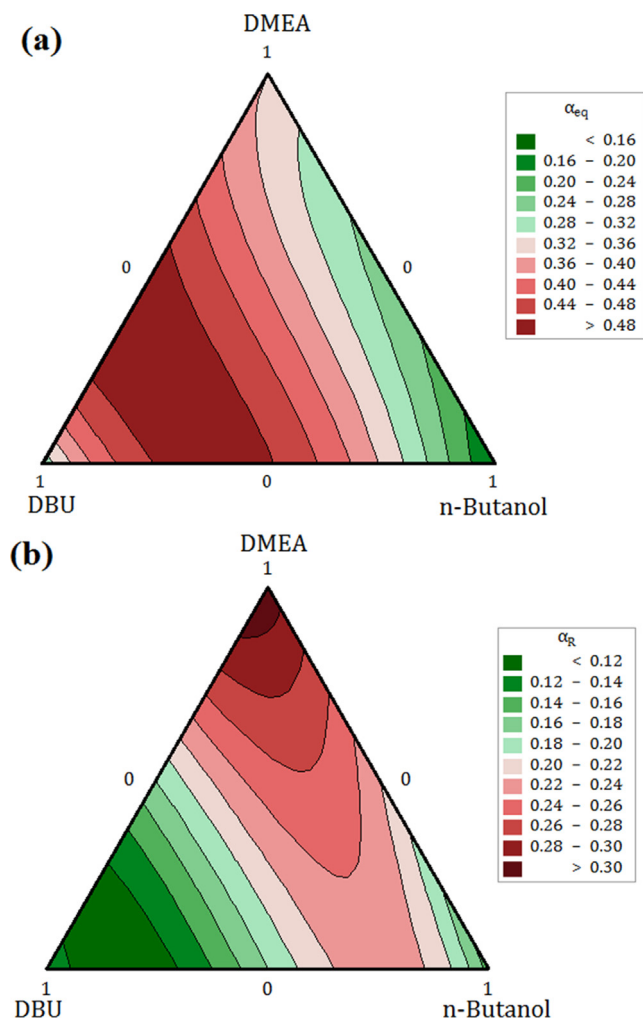 (a)
DMEA
1
α_eq
< 0.16
0.16 - 0.20
0.20 - 0.24
0.24 - 0.28
0.28 - 0.32
0.32 - 0.36
0.36 - 0.40
0.40 - 0.44
0.44 - 0.48
> 0.48
0 0
1 0 1
DBU n-Butanol
(b)
DMEA
1
α_R
< 0.12
0.12 - 0.14
0.14 - 0.16
0.16 - 0.18
0.18 - 0.20
0.20 - 0.22
0.22 - 0.24
0.24 - 0.26
0.26 - 0.28
0.28 - 0.30
> 0.30
0 0
1 0 1
DBU n-Butanol